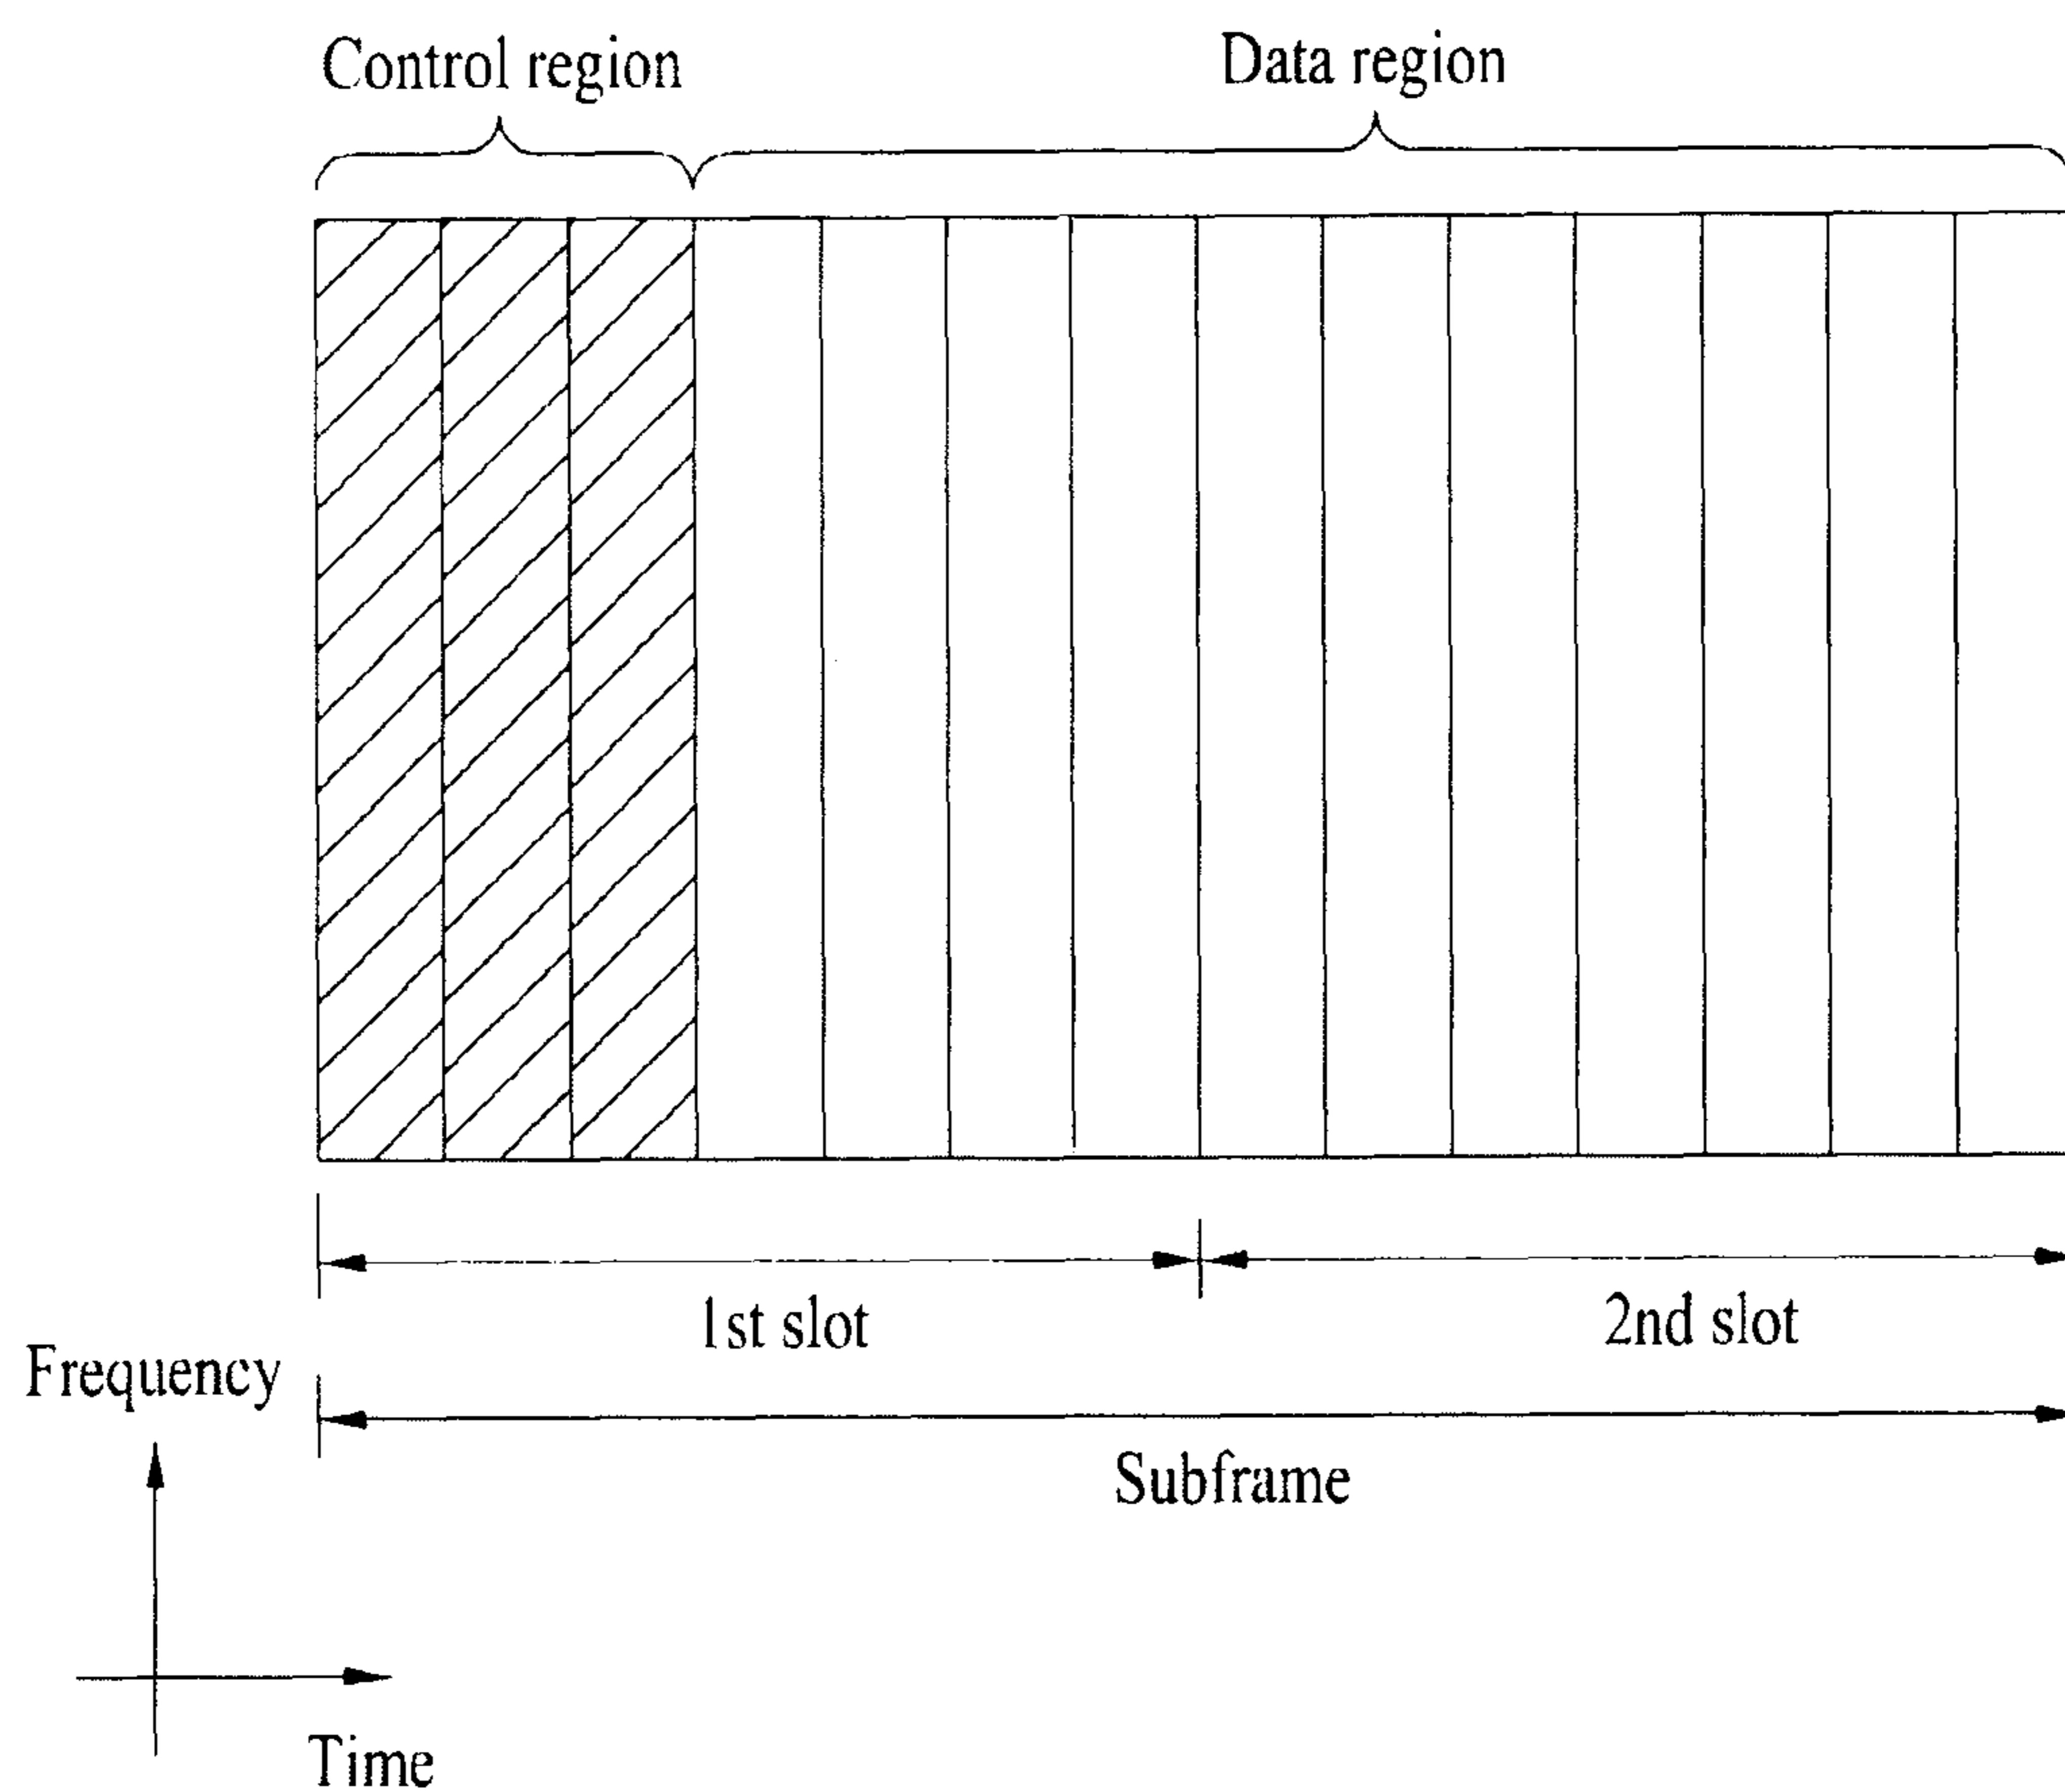 Control region
Data region
1st slot
2nd slot
Frequency
Subframe
Time